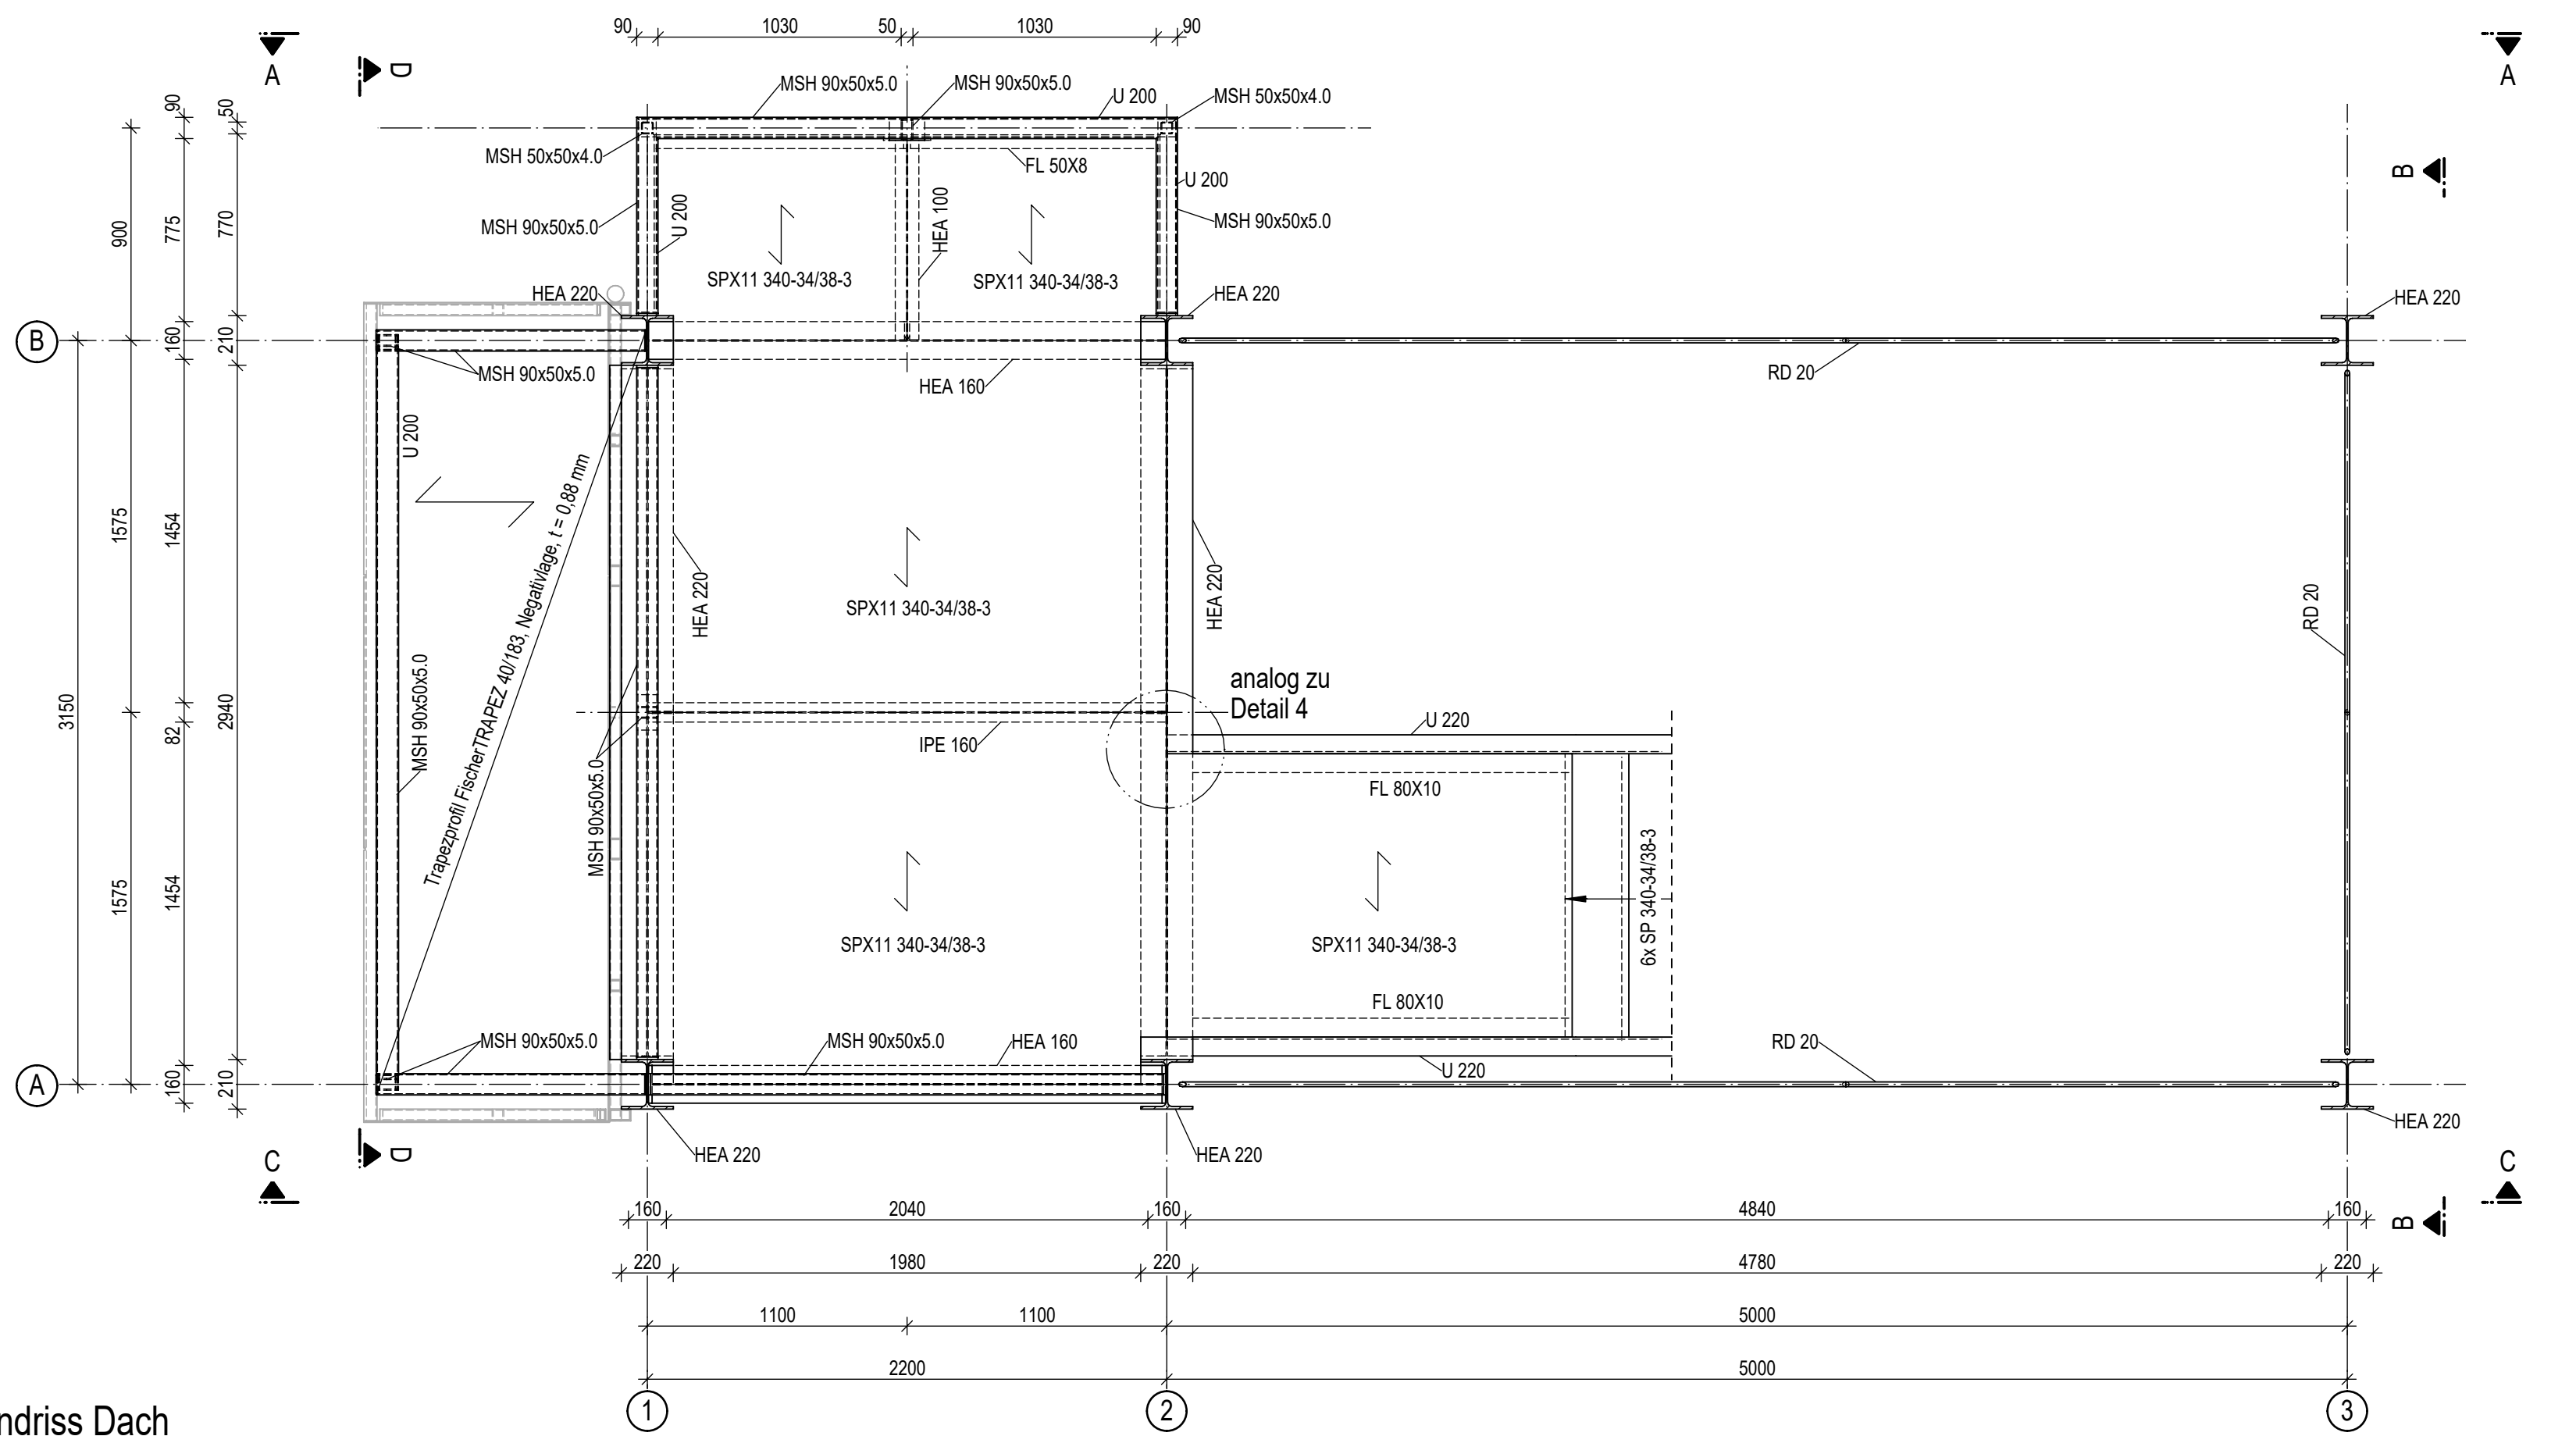 90 1030 50 1030 90
A
D
A
MSH 90x50x5.0
MSH 90x50x5.0
U 200
MSH 50x50x4.0
90
50
MSH 50x50x4.0
FL 50X8
B
U 200
MSH 90x50x5.0
U 200
HEA 100
MSH 90x50x5.0
900
775
770
SPX11 340-34/38-3
SPX11 340-34/38-3
HEA 220
HEA 220
HEA 220
B
160
210
MSH 90x50x5.0
HEA 160
RD 20
U 200
Trapezprofil FischerTRAPEZ 40/183, Negativlage, t = 0,88 mm
1575
1454
HEA 220
HEA 220
SPX11 340-34/38-3
RD 20
analog zu
Detail 4
3150
82
2940
MSH 90x50x5.0
MSH 90x50x5.0
IPE 160
U 220
FL 80X10
6x SP 340-34/38-3
1575
1454
SPX11 340-34/38-3
SPX11 340-34/38-3
FL 80X10
MSH 90x50x5.0
MSH 90x50x5.0
HEA 160
RD 20
U 220
A
160
210
HEA 220
C
D
HEA 220
HEA 220
C
160 2040 160 4840 160
B
220 1980 220 4780 220
1100 1100 5000
2200 5000
1 2 3
ndriss Dach